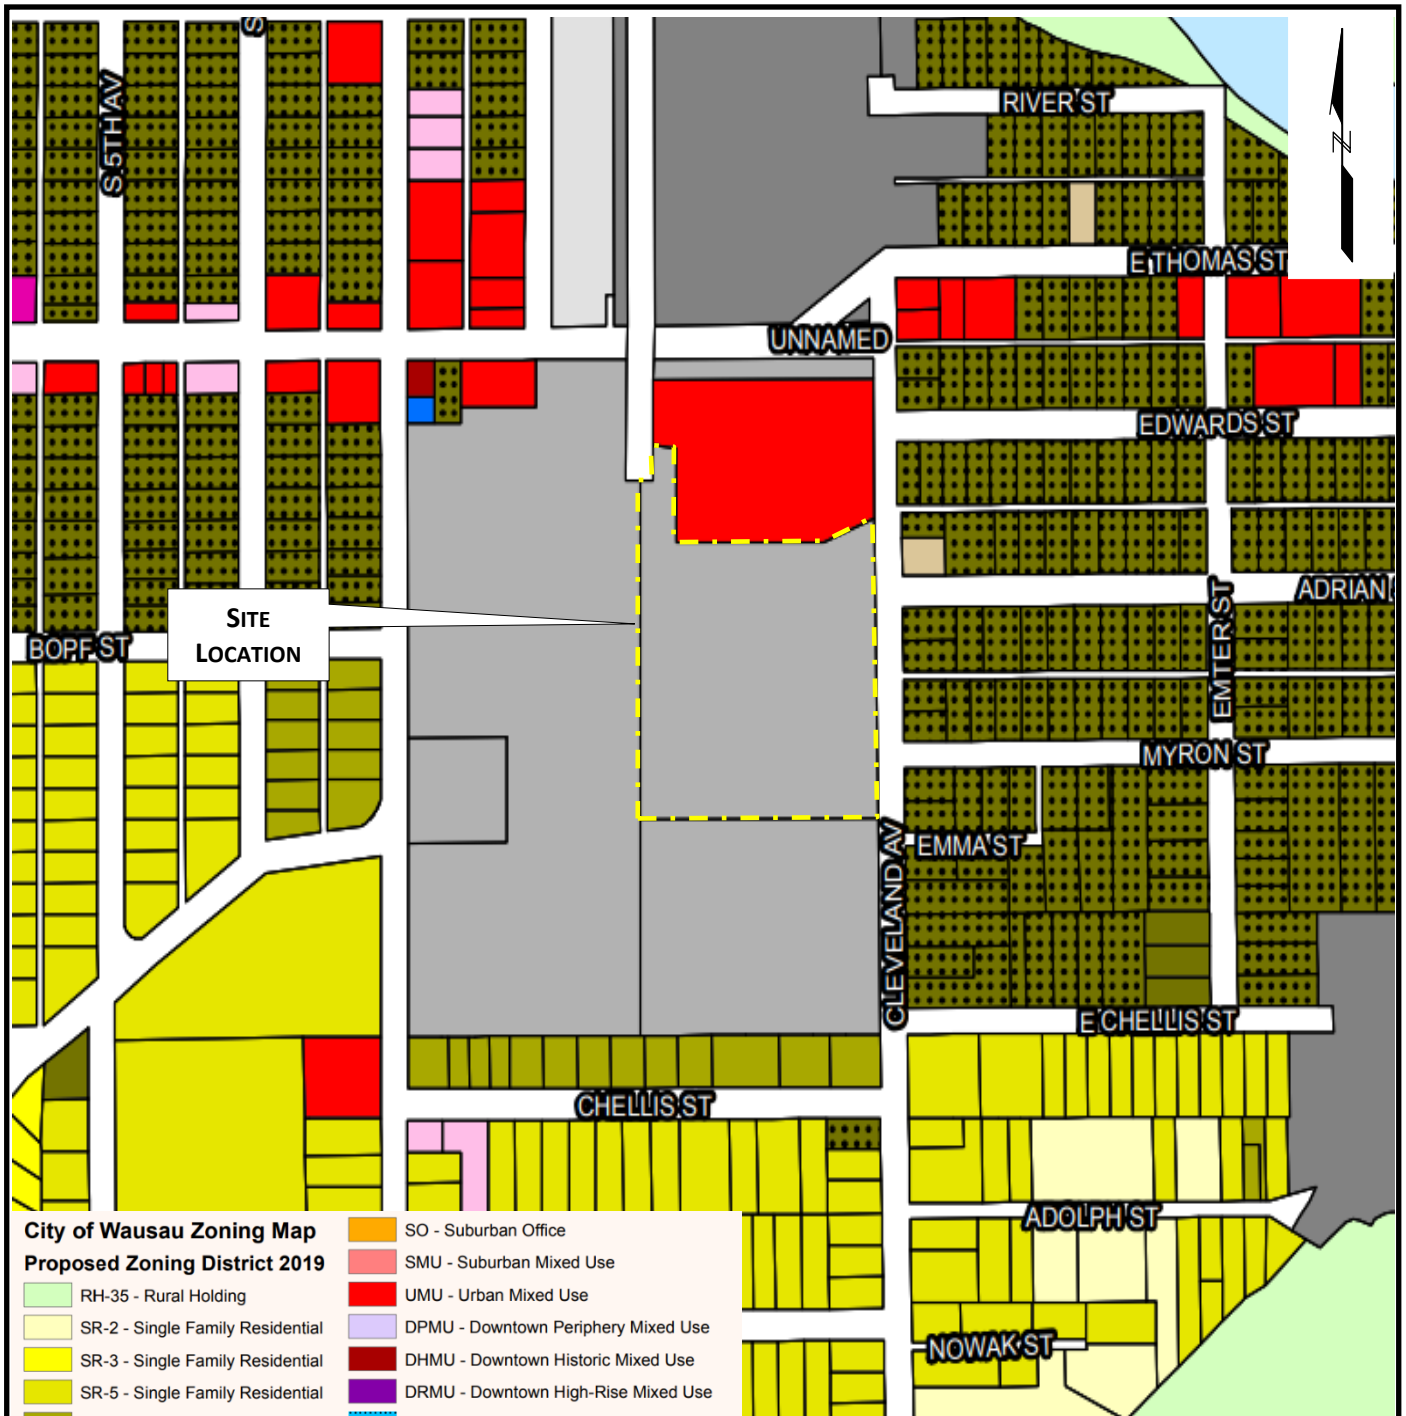 S
S 5TH AV
RIVER ST
N
E THOMAS ST
UNNAMED
EDWARDS ST
ADRIAN
SITE
LOCATION
BOPF ST
EMTER ST
MYRON ST
EMMA ST
CLEVELAND AV
E CHELLIS ST
CHELLIS ST
ADOLPH ST
NOWAK ST
City of Wausau Zoning Map
Proposed Zoning District 2019
RH-35 - Rural Holding
SR-2 - Single Family Residential
SR-3 - Single Family Residential
SR-5 - Single Family Residential
SO - Suburban Office
SMU - Suburban Mixed Use
UMU - Urban Mixed Use
DPMU - Downtown Periphery Mixed Use
DHMU - Downtown Historic Mixed Use
DRMU - Downtown High-Rise Mixed Use